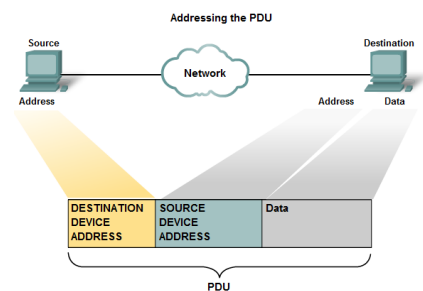 Addressing the PDU
Source
Destination
Network
Address
Address
Data
DESTINATION
DEVICE
ADDRESS
SOURCE
DEVICE
ADDRESS
Data
PDU